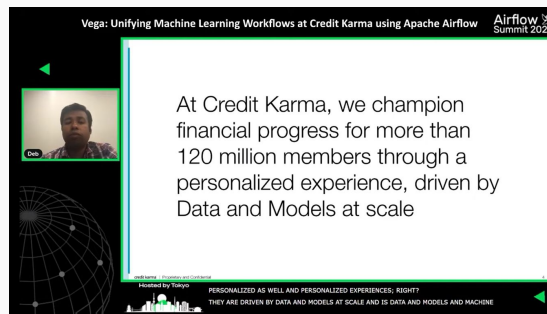 Vega: Unifying Machine Learning Workflows at Credit Karma using Apache Airflow
Airflow
Summit 202
Deb
At Credit Karma, we champion
financial progress for more than
120 million members through a
personalized experience, driven by
Data and Models at scale
credit karma | Proprietary and Confidential
Hosted by Tokyo
PERSONALIZED AS WELL AND PERSONALIZED EXPERIENCES; RIGHT?
THEY ARE DRIVEN BY DATA AND MODELS AT SCALE AND IS DATA AND MODELS AND MACHINE